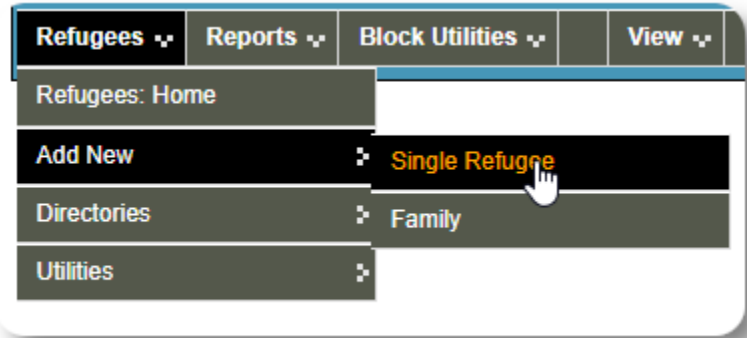 Refugees Reports Block Utilities View
Refugees: Home
Add New
Single Refugee
Directories
Family
Utilities